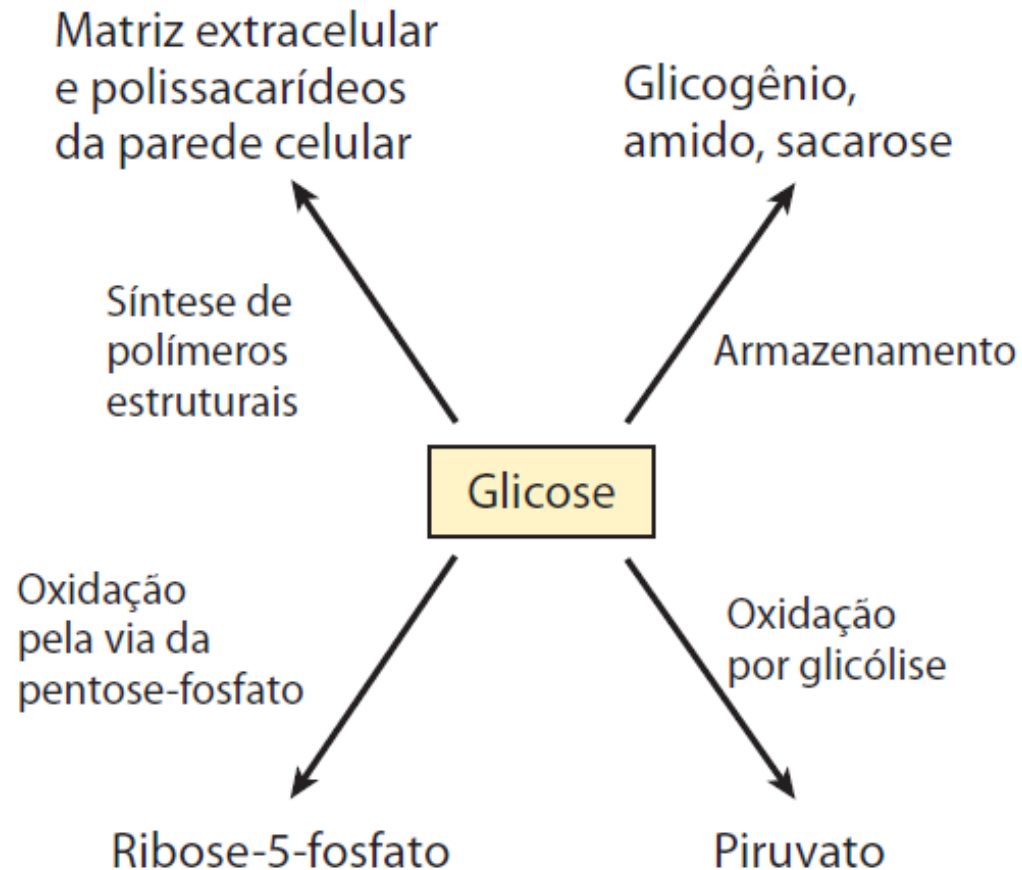 Matriz extracelular
e polissacarídeos
da parede celular
Glicogênio,
amido, sacarose
Síntese de
polímeros
estruturais
Armazenamento
Glicose
Oxidação
pela via da
pentose-fosfato
Oxidação
por glicólise
Ribose-5-fosfato
Piruvato